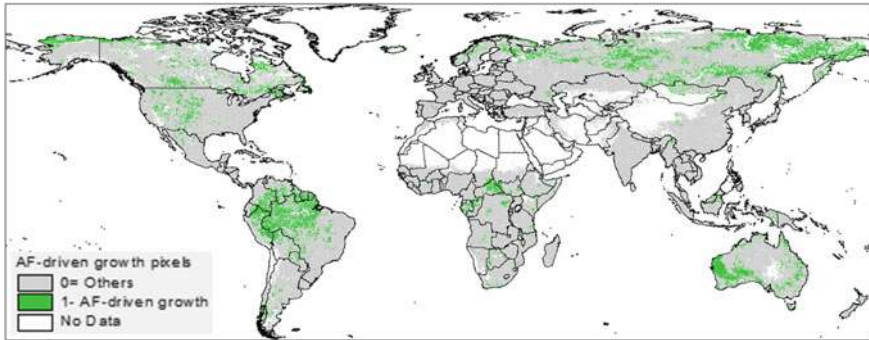 AF-driven growth pixels
0= Others
1- AF-driven growth
No Data